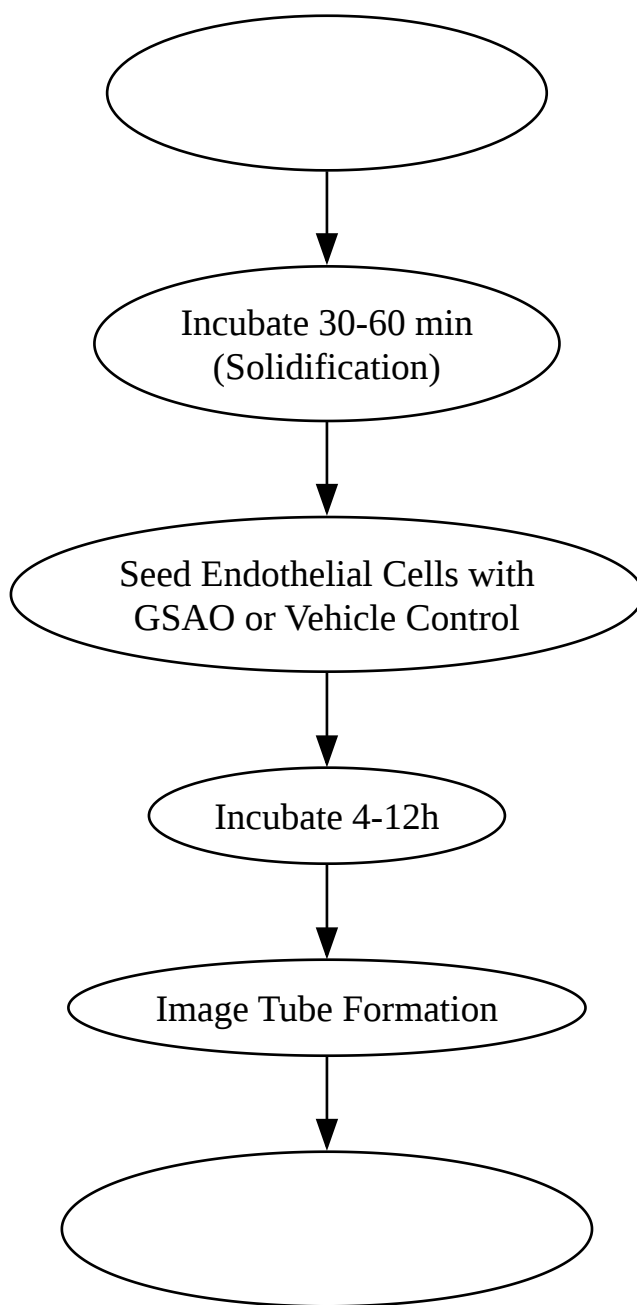 Incubate 30-60 min
(Solidification)
Seed Endothelial Cells with
GSAO or Vehicle Control
Incubate 4-12h
Image Tube Formation